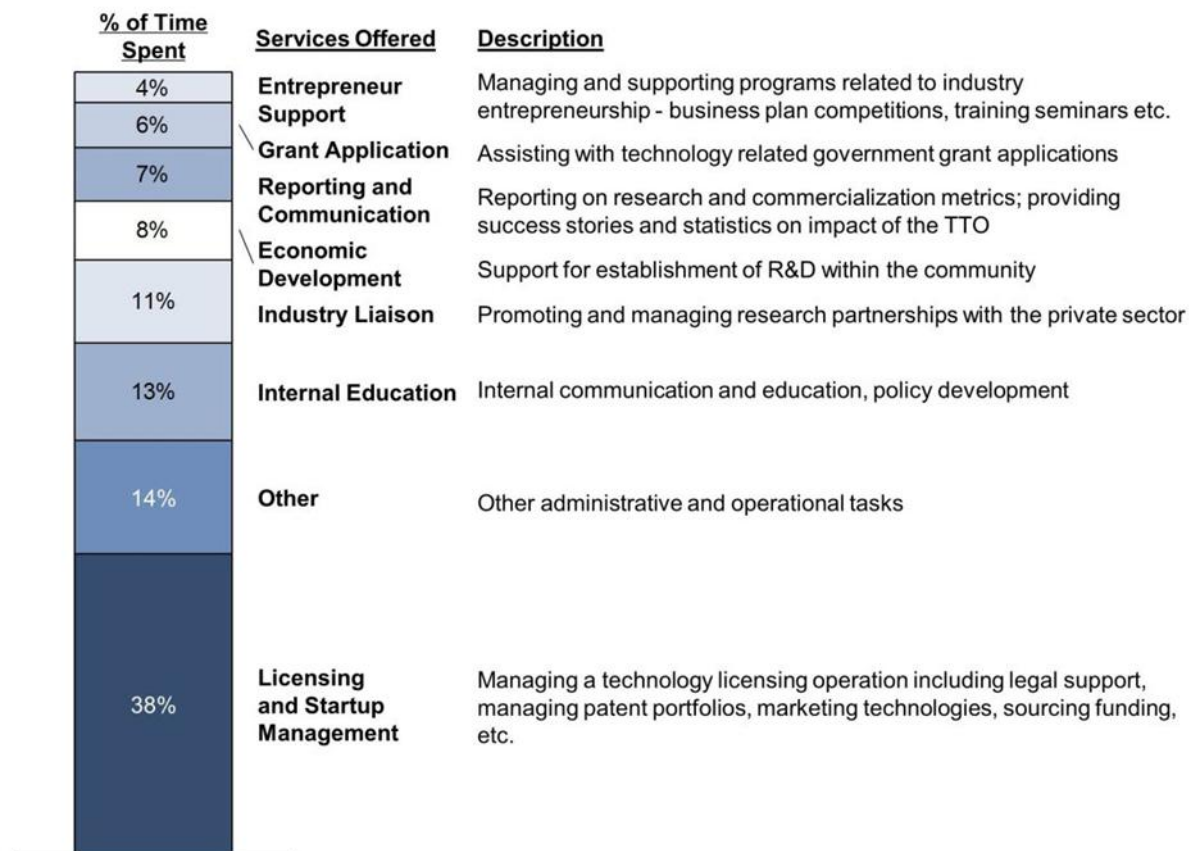 % of Time
Spent
Services Offered
Description
4%
Entrepreneur
Support
Managing and supporting programs related to industry
entrepreneurship - business plan competitions, training seminars etc.
6%
Grant Application
Assisting with technology related government grant applications
7%
Reporting and
Communication
Reporting on research and commercialization metrics; providing
success stories and statistics on impact of the TTO
8%
Economic
Development
Support for establishment of R&D within the community
11%
Industry Liaison
Promoting and managing research partnerships with the private sector
13%
Internal Education
Internal communication and education, policy development
14%
Other
Other administrative and operational tasks
38%
Licensing
and Startup
Management
Managing a technology licensing operation including legal support,
managing patent portfolios, marketing technologies, sourcing funding,
etc.